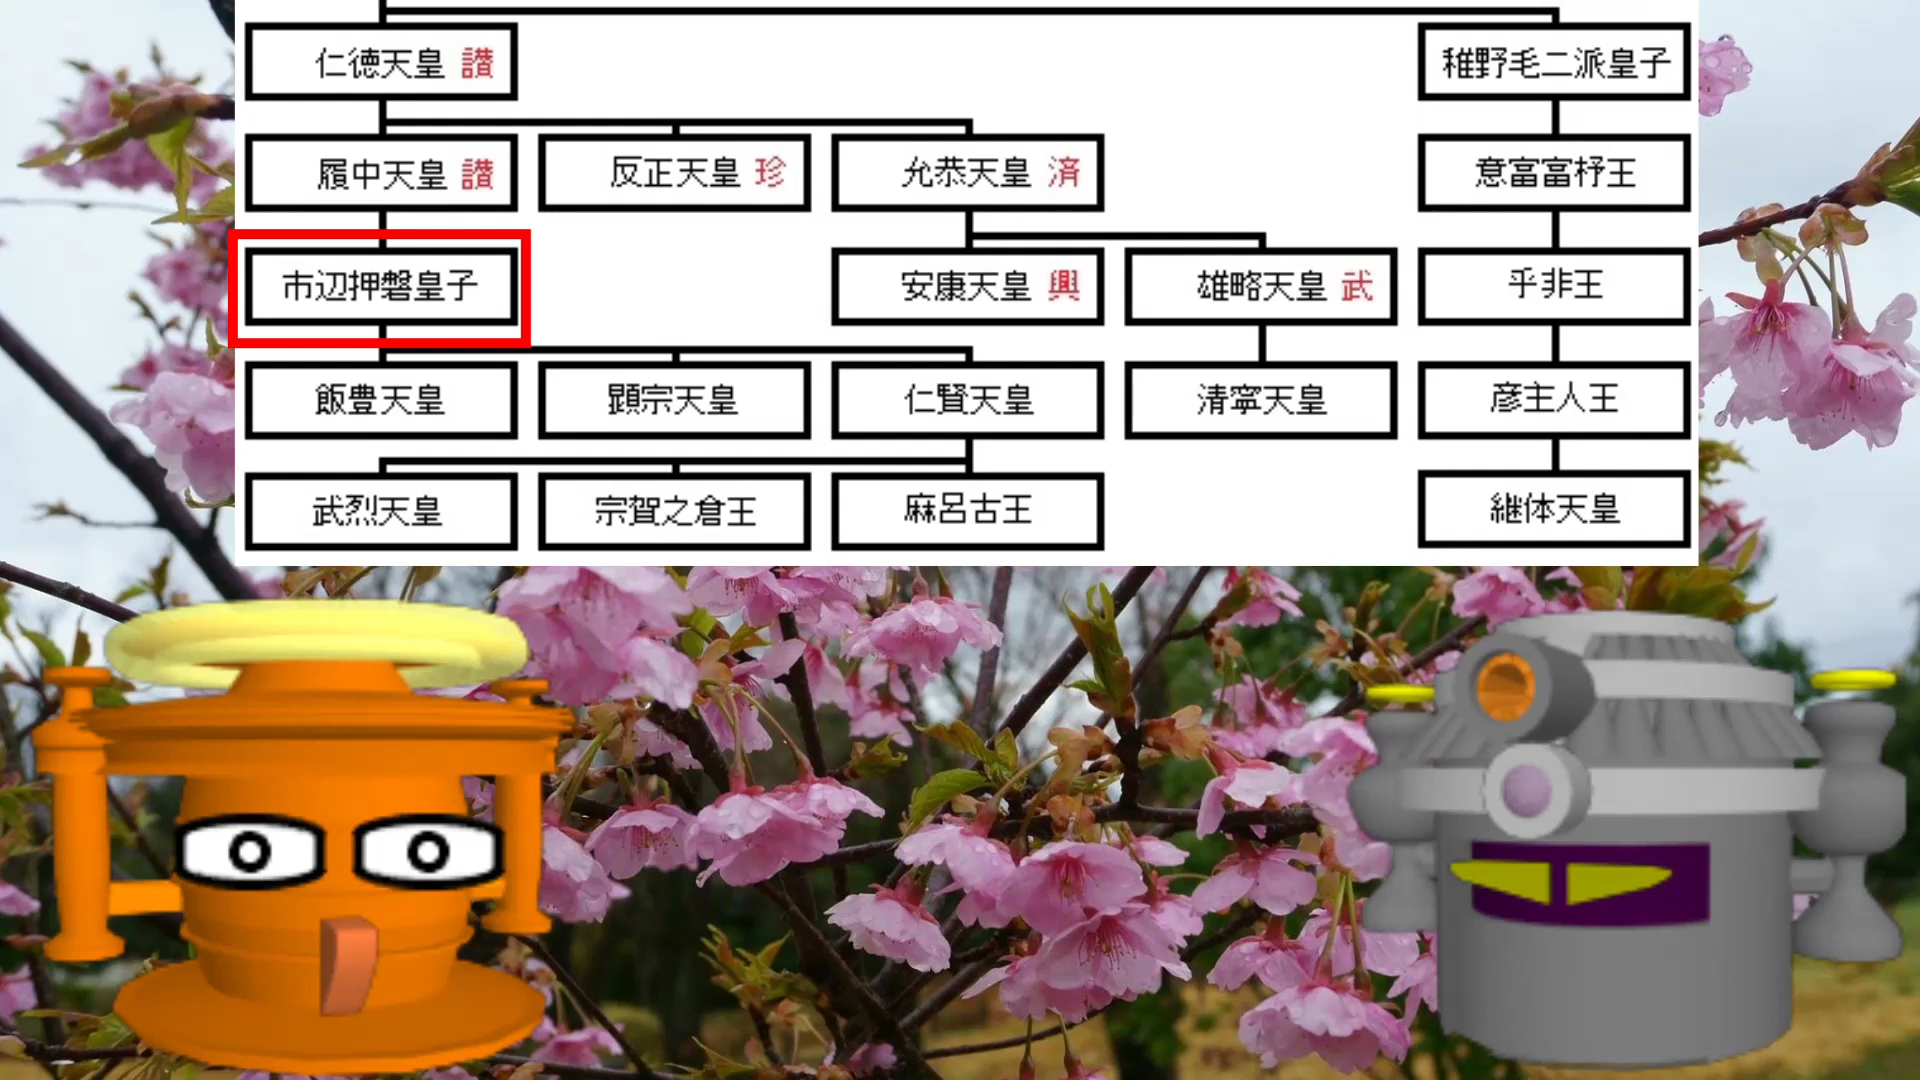 仁徳天皇 讃
稚野毛二派皇子
履中天皇 讃
反正天皇 珍
允恭天皇 済
意富富杼王
市辺押磐皇子
安康天皇 興
雄略天皇 武
乎非王
飯豊天皇
顕宗天皇
仁賢天皇
清寧天皇
彦主人王
武烈天皇
宗賀之倉王
麻呂古王
継体天皇